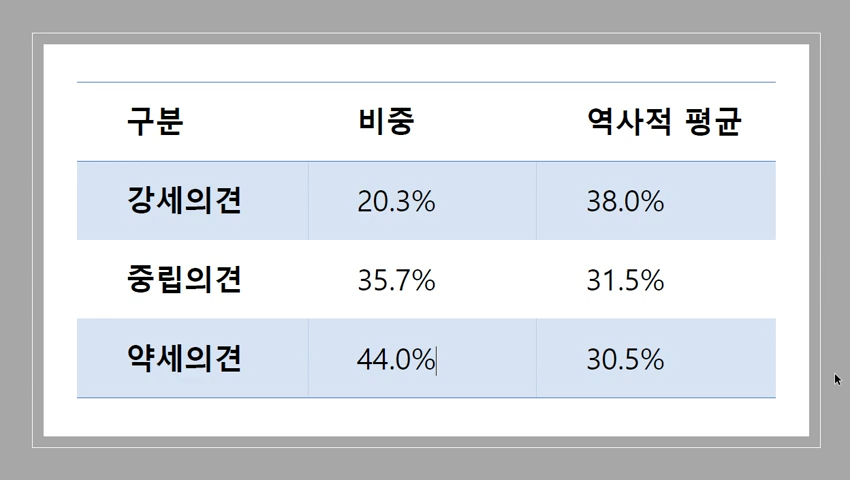 구분 비중 역사적 평균
강세의견 20.3% 38.0%
중립의견 35.7% 31.5%
약세의견 44.0% 30.5%